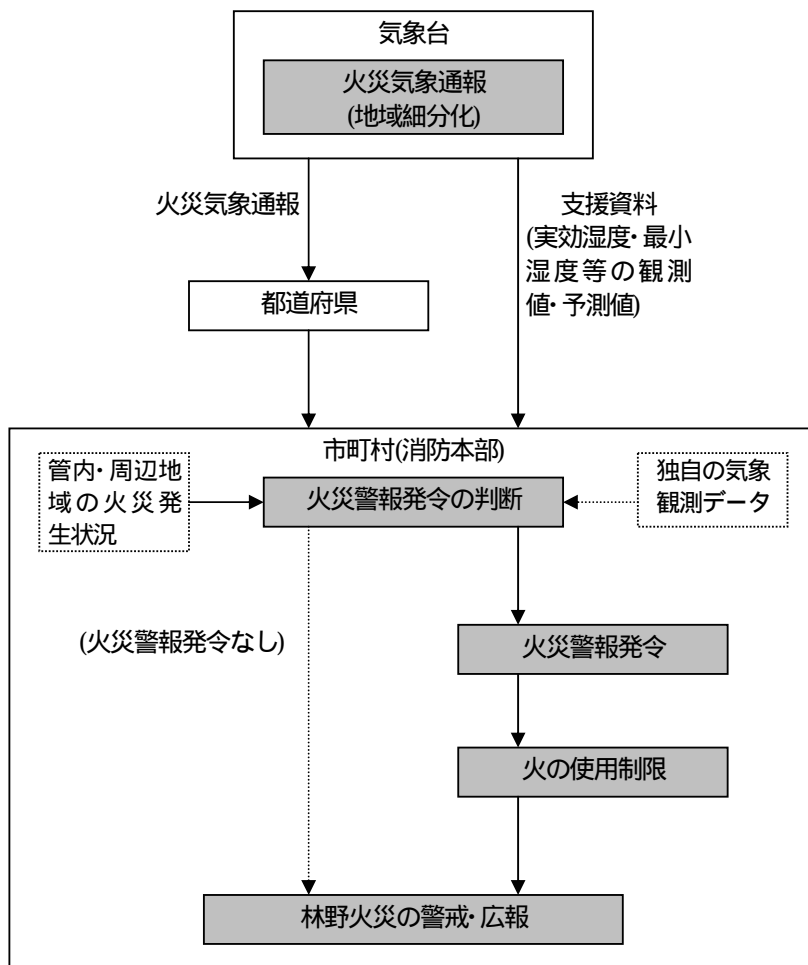 気象台
火災気象通報
(地域細分化)
火災気象通報
支援資料
(実効湿度・最小
湿度等の観測
値・予測値)
都道府県
市町村(消防本部)
管内・周辺地
域の火災発
生状況
火災警報発令の判断
独自の気象
観測データ
(火災警報発令なし)
火災警報発令
火の使用制限
林野火災の警戒・広報